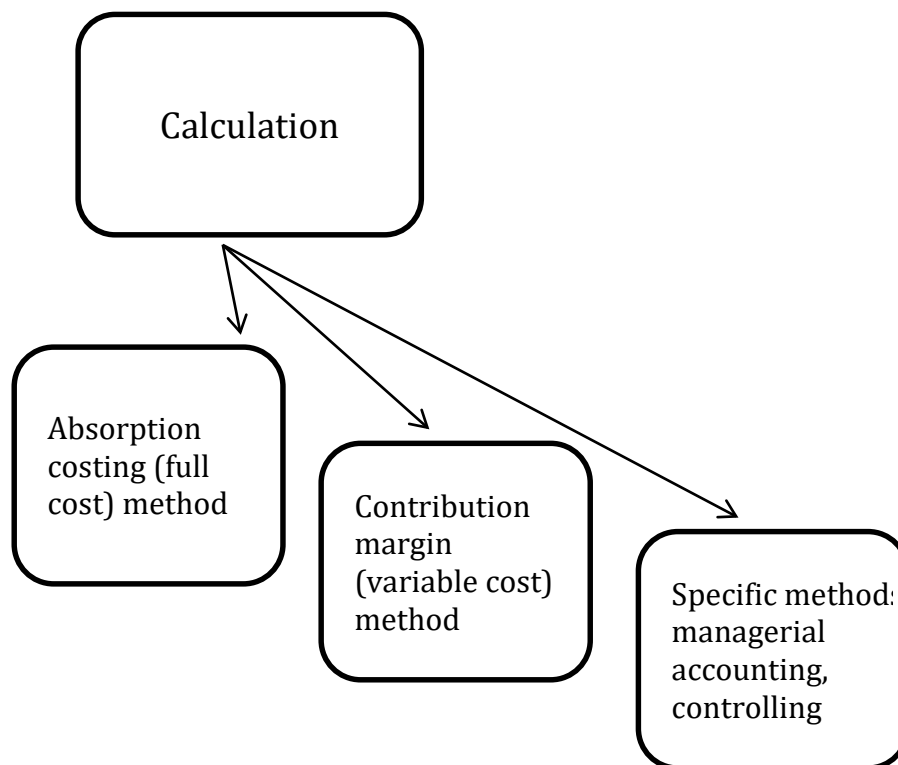 Calculation
Absorption
costing (full
cost) method
Contribution
margin
(variable cost)
method
Specific methods
managerial
accounting,
controlling